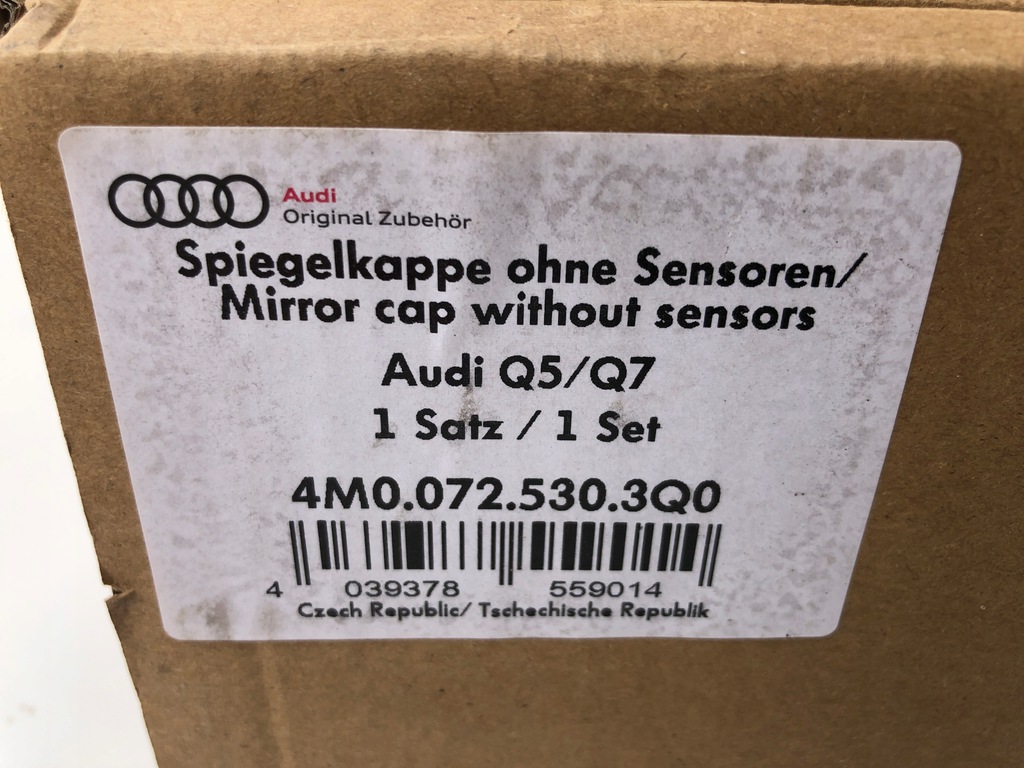 Audi
Original Zubehör
Spiegelkappe ohne Sensoren/
Mirror cap without sensors
Audi Q5/Q7
1 Satz / 1 Set
4M0.072.530.3Q0
4 039378 559014
Czech Republic/ Tschechische Republik